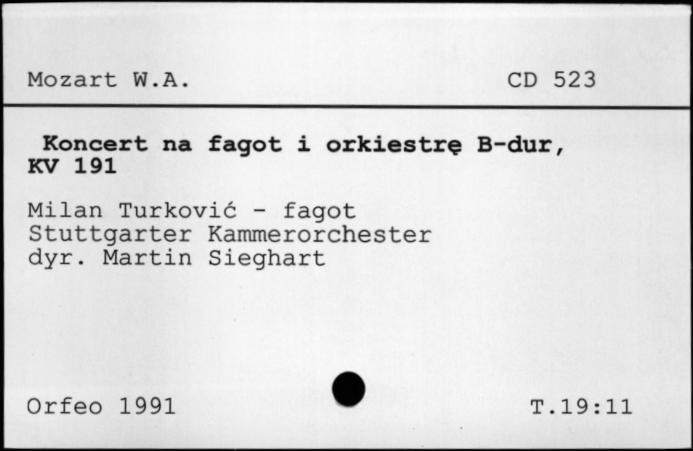 Mozart W.A.
CD 523
Koncert na fagot i orkiestrę B-dur,
KV 191
Milan Turković - fagot
Stuttgarter Kammerorchester
dyr. Martin Sieghart
Orfeo 1991
T.19:11